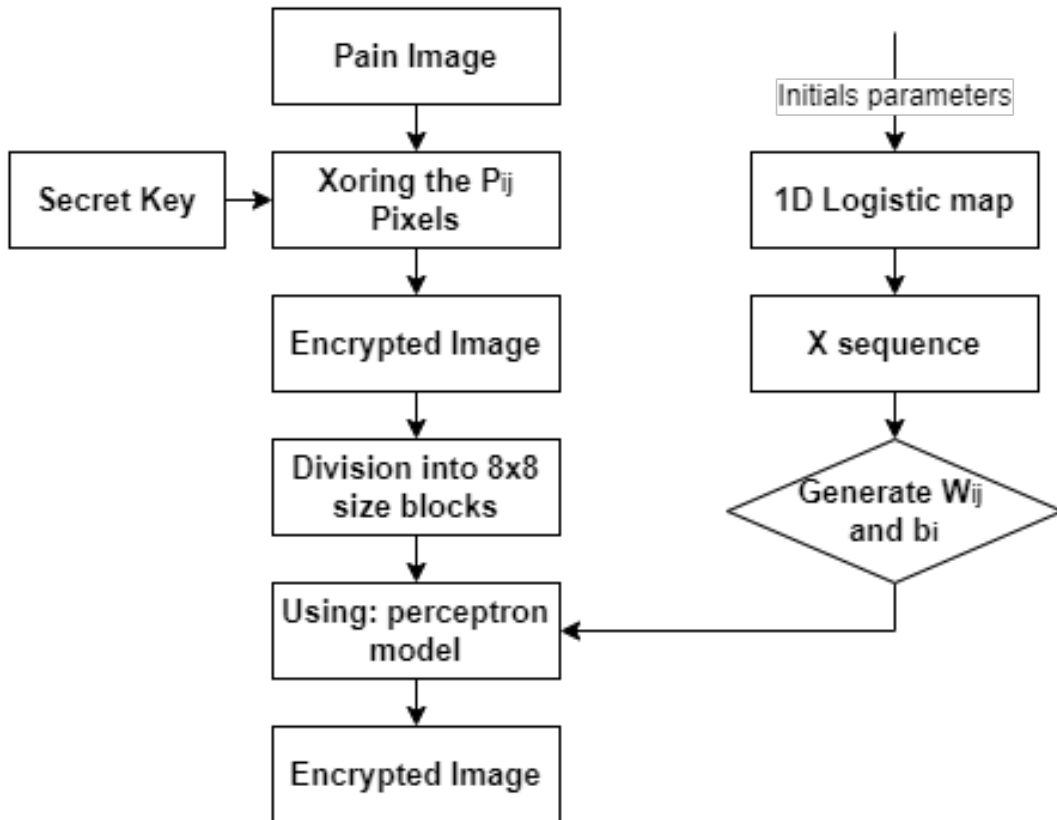 Pain Image
Initials parameters
Secret Key
Xoring the Pij
Pixels
1D Logistic map
Encrypted Image
X sequence
Division into 8x8
size blocks
Generate Wij
and bi
Using: perceptron
model
Encrypted Image